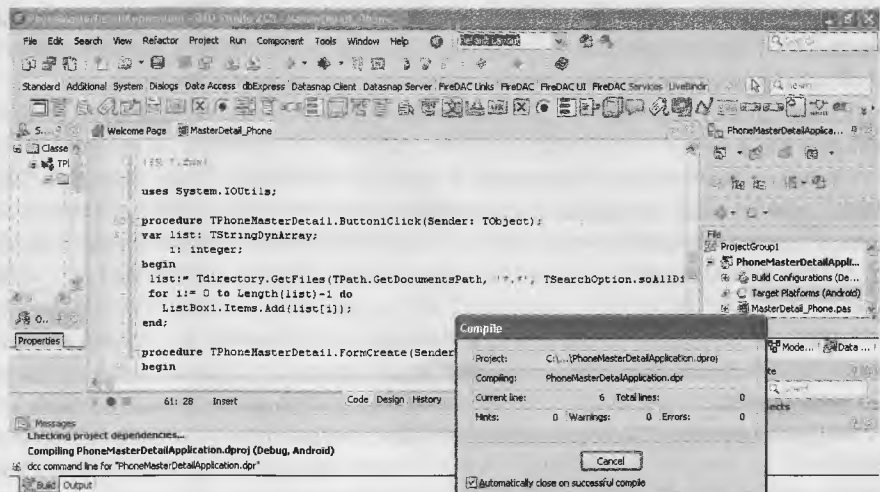 File Edit Search View Refactor Project Run Component Tools Window Help
Standard Additional System Dialogs Data Access dbExpress Datasnap Client Datasnap Server FireDAC Links FireDAC FireDAC UI FireDAC Services LiveBindin
S...
Welcome Page MasterDetail_Phone
PhoneMasterDetailApplica...
Classe
TPl
uses System.IOUtils;
procedure TPhoneMasterDetail.Button1Click(Sender: TObject);
var list: TStringDynArray;
i: integer;
begin
list:= Tdirectory.GetFiles(TPath.GetDocumentsPath, '*.*', TSearchOption.soAllDi
for i:= 0 to Length(list)-1 do
ListBox1.Items.Add(list[i]);
end;
procedure TPhoneMasterDetail.FormCreate(Sender
begin
File
ProjectGroup1
PhoneMasterDetailAppli...
Build Configurations (De...
Target Platforms (Android)
MasterDetail_Phone.pas
O..
Properties
Mode... Data ...
61: 28 Insert
Code Design History
Compile
Project: C:\...\PhoneMasterDetailApplication.dproj
Compiling: PhoneMasterDetailApplication.dpr
Current line: 6 Total lines: 0
Hints: 0 Warnings: 0 Errors: 0
Cancel
Automatically close on successful compile
Messages
Checking project dependencies...
Compiling PhoneMasterDetailApplication.dproj (Debug, Android)
dcc command line for "PhoneMasterDetailApplication.dpr"
Build Output